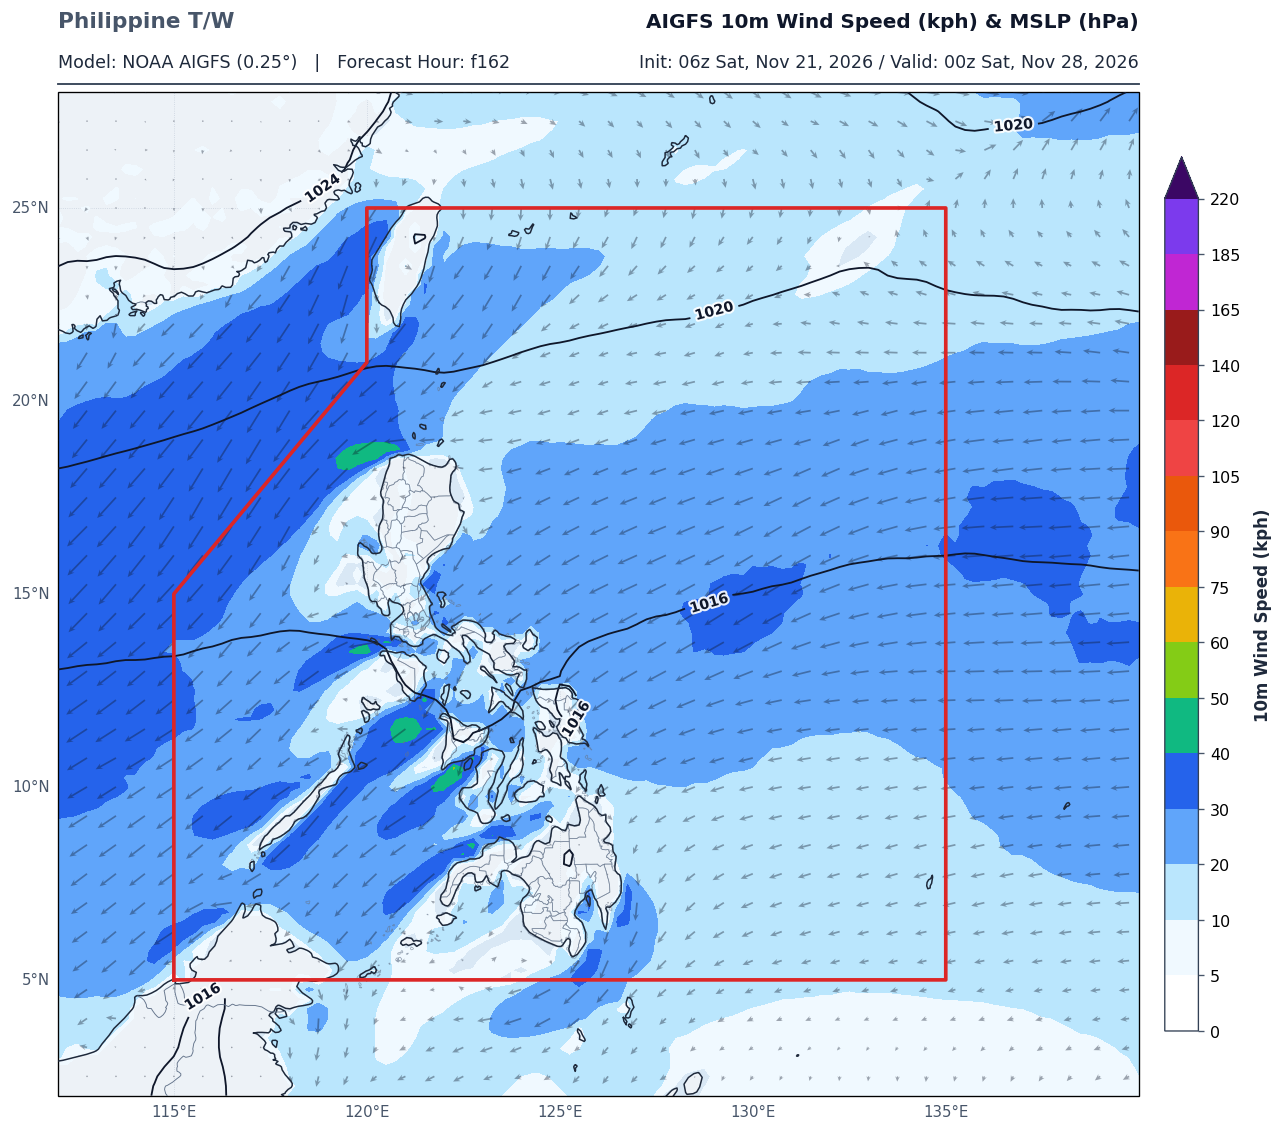 Philippine T/W
AIGFS 10m Wind Speed (kph) & MSLP (hPa)
Model: NOAA AIGFS (0.25°) | Forecast Hour: f162
Init: 06z Sat, Nov 21, 2026 / Valid: 00z Sat, Nov 28, 2026
1020
1024
1020
1016
1016
1016
25°N
20°N
15°N
10°N
5°N
115°E
120°E
125°E
130°E
135°E
220
185
165
140
120
105
90
75
60
50
40
30
20
10
5
0
10m Wind Speed (kph)